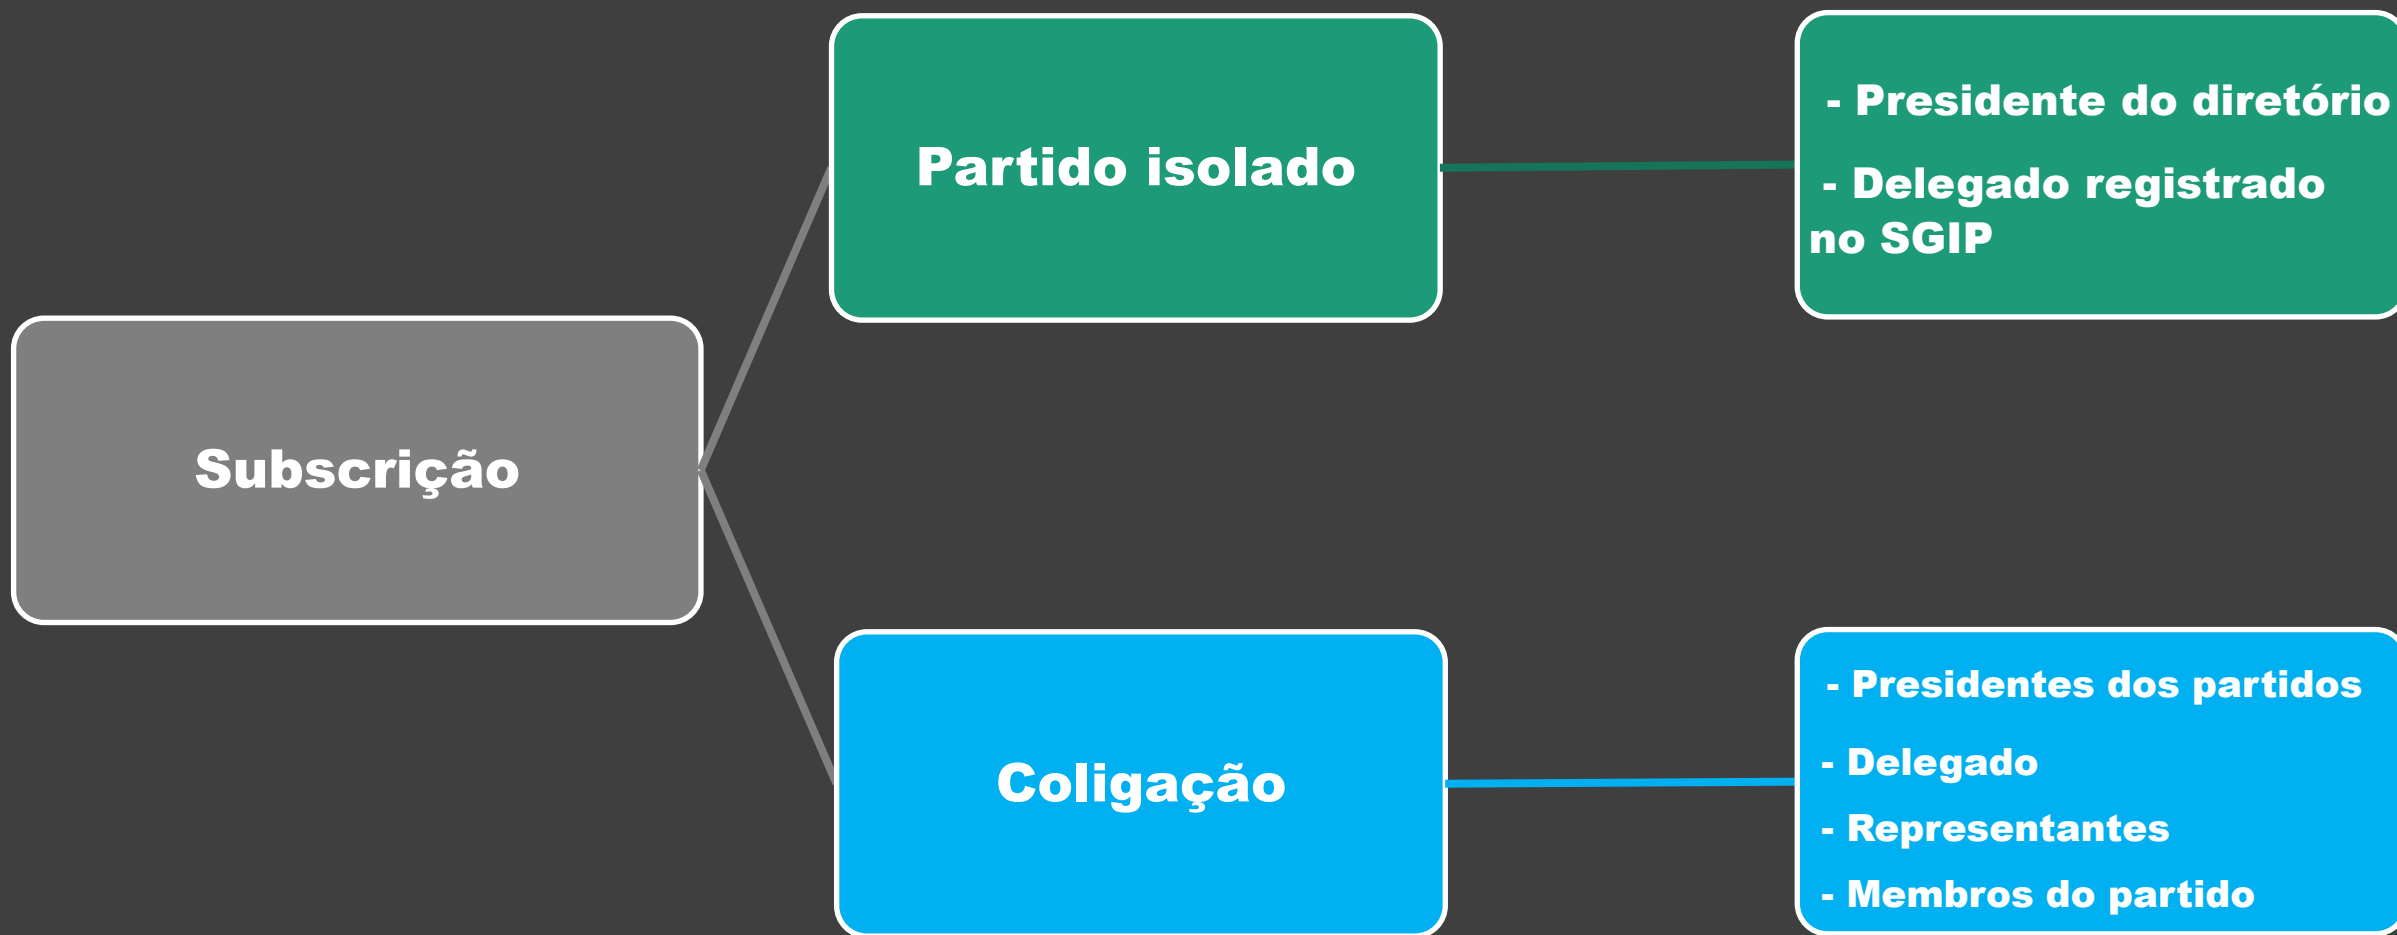 Subscrição
Partido isolado
- Presidente do diretório
- Delegado registrado
no SGIP
Coligação
- Presidentes dos partidos
- Delegado
- Representantes
- Membros do partido